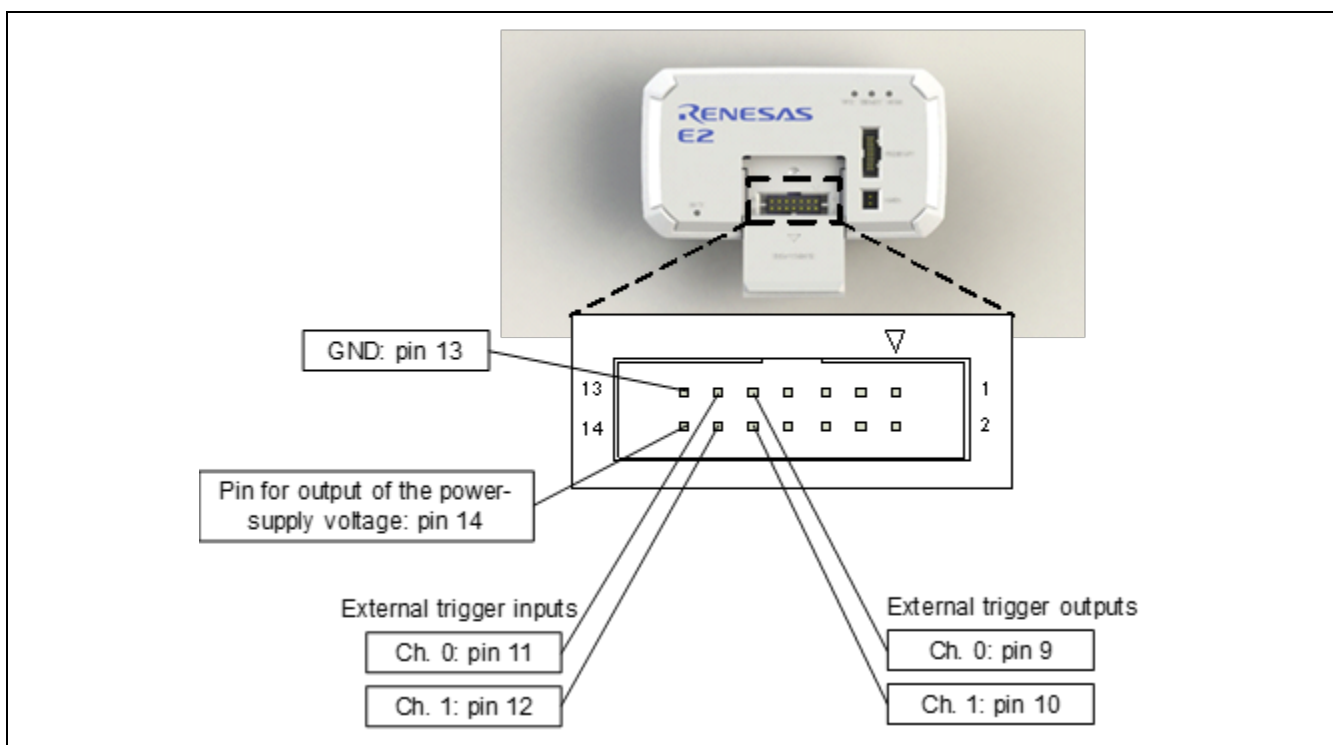 RENESAS
E2
GND: pin 13
13
1
14
2
Pin for output of the power-
supply voltage: pin 14
External trigger inputs
Ch. 0: pin 11
Ch. 1: pin 12
External trigger outputs
Ch. 0: pin 9
Ch. 1: pin 10